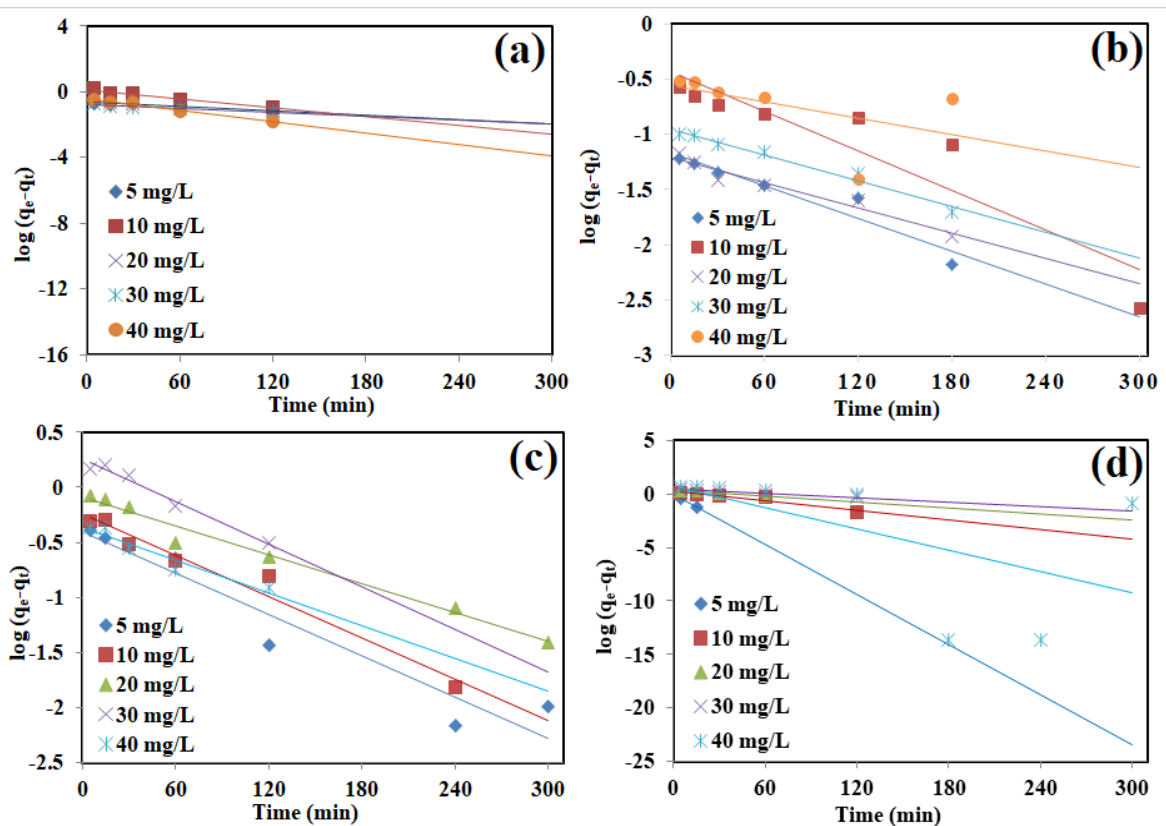 (a)
4
0
-4
-8
-12
-16
log (qe-qt)
5 mg/L
10 mg/L
20 mg/L
30 mg/L
40 mg/L
0 60 120 180 240 300
Time (min)
(b)
0
-0.5
-1
-1.5
-2
-2.5
-3
log (qe-qt)
5 mg/L
10 mg/L
20 mg/L
30 mg/L
40 mg/L
0 60 120 180 240 300
Time (min)
(c)
0.5
0
-0.5
-1
-1.5
-2
-2.5
log (qe-qt)
5 mg/L
10 mg/L
20 mg/L
30 mg/L
40 mg/L
0 60 120 180 240 300
Time (min)
(d)
5
0
-5
-10
-15
-20
-25
log (qe-qt)
5 mg/L
10 mg/L
20 mg/L
30 mg/L
40 mg/L
0 60 120 180 240 300
Time (min)